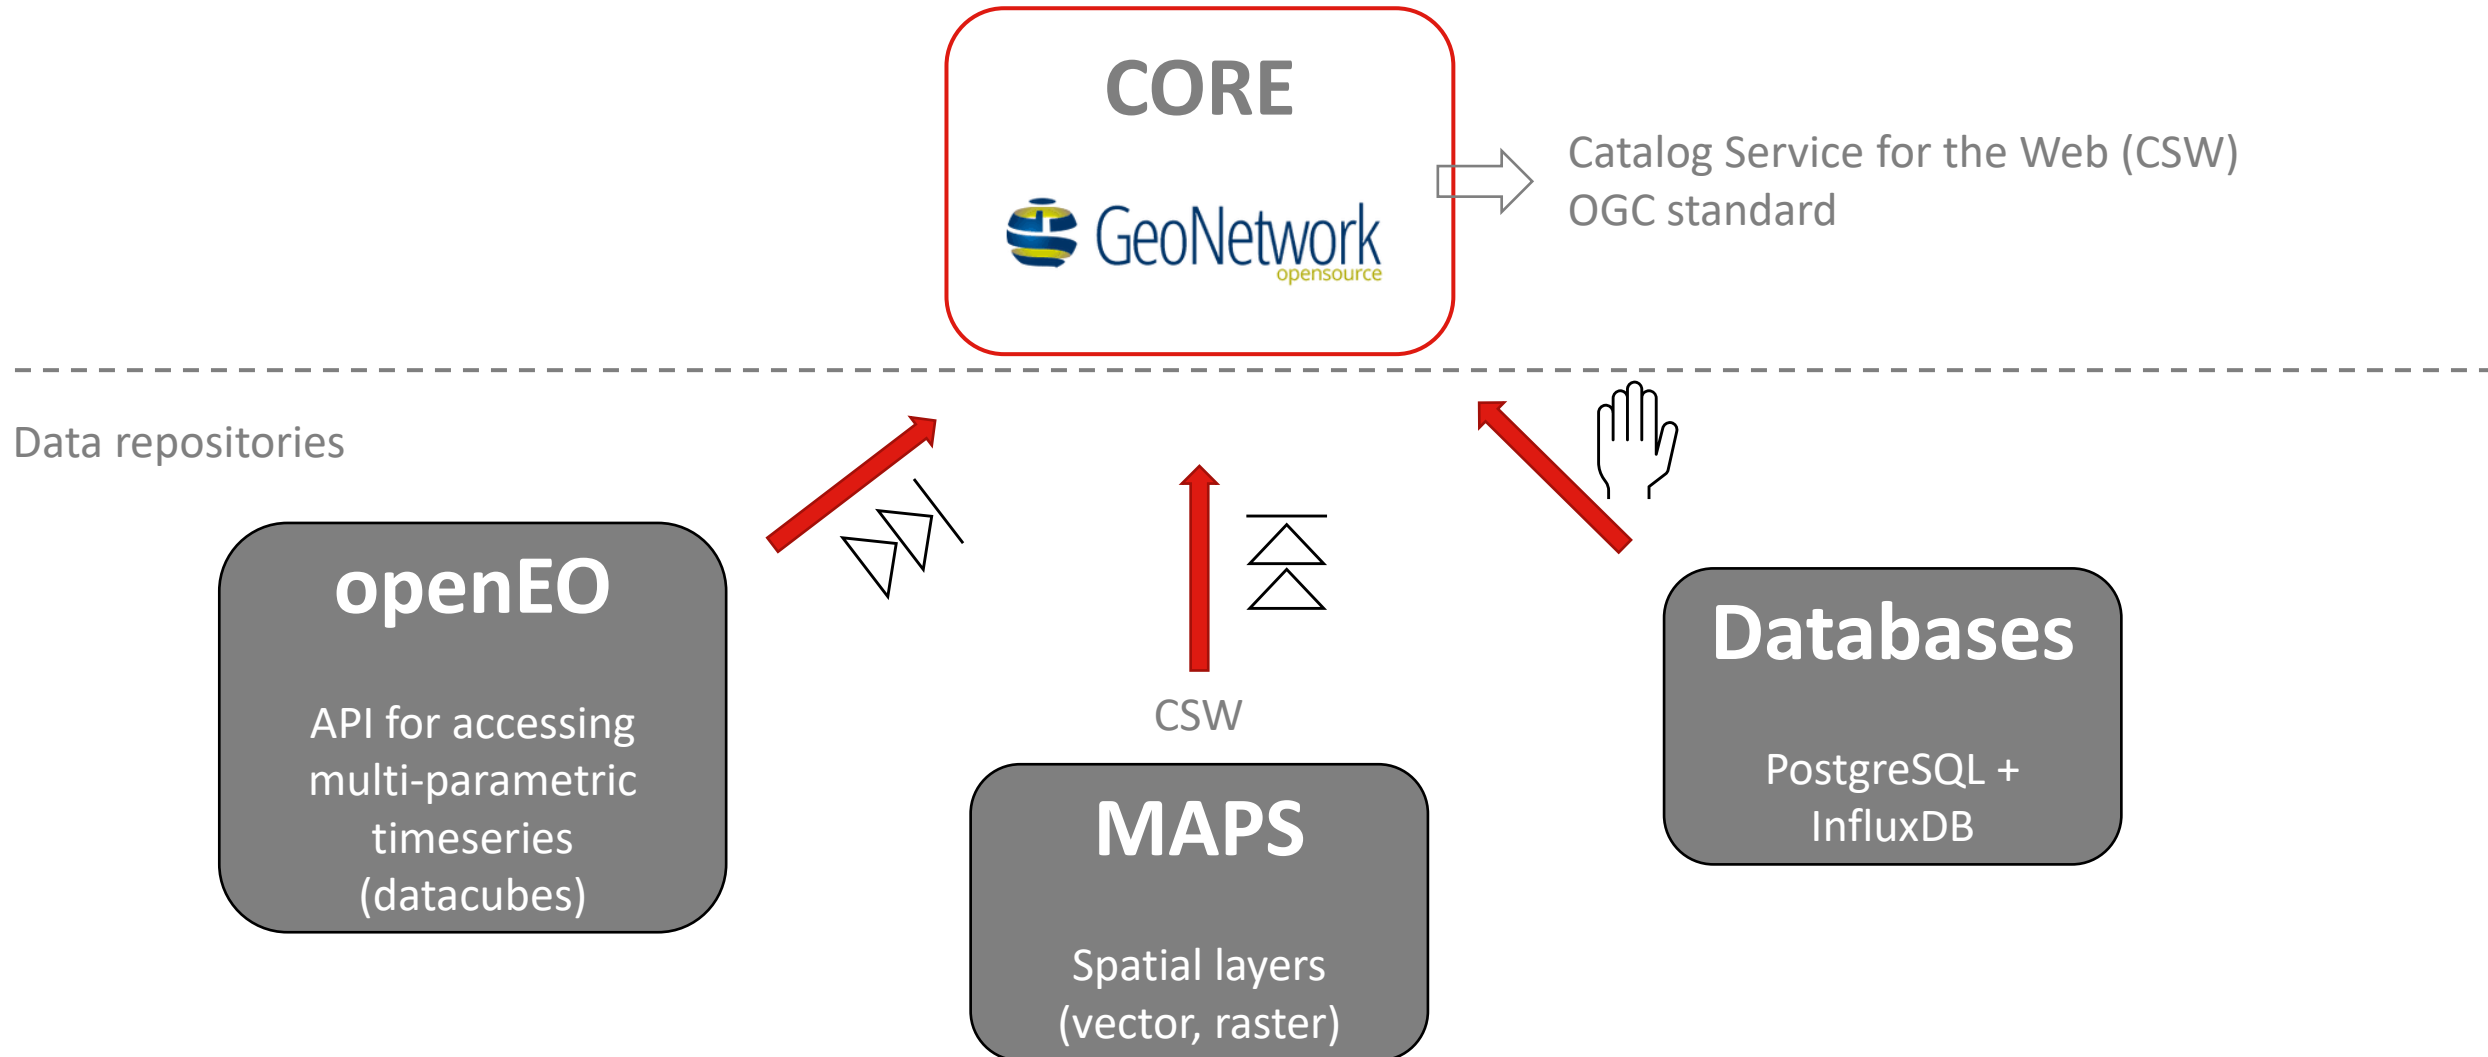 CORE
GeoNetwork
opensource
Catalog Service for the Web (CSW)
OGC standard
Data repositories
openEO
API for accessing
multi-parametric
timeseries
(datacubes)
CSW
MAPS
Spatial layers
(vector, raster)
Databases
PostgreSQL +
InfluxDB